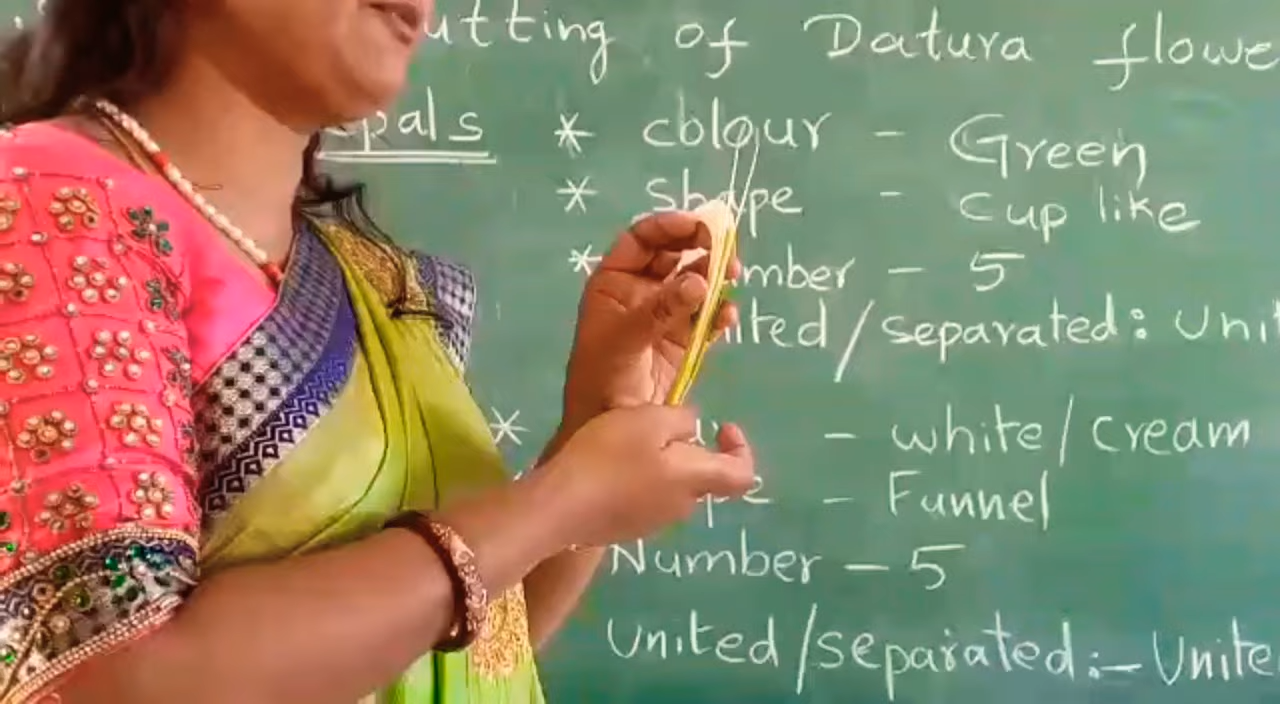 utting of Datura flowe
pals * colour - Green
* Shape - Cup like
* mber - 5
ited/separated: Unit
* - white/cream
pe - Funnel
Number - 5
United/separated:- Unite